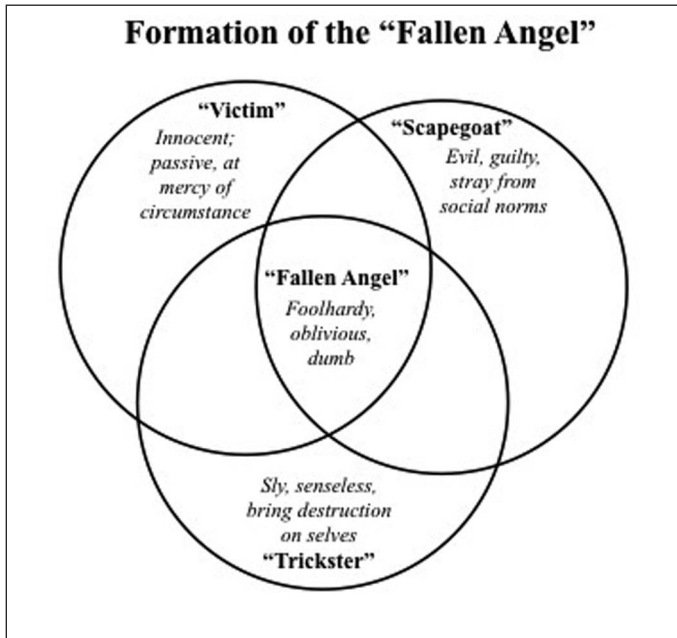 Formation of the “Fallen Angel”
“Victim”
Innocent;
passive, at
mercy of
circumstance
“Scapegoat”
Evil, guilty,
stray from
social norms
“Fallen Angel”
Foolhardy,
oblivious,
dumb
Sly, senseless,
bring destruction
on selves
“Trickster”